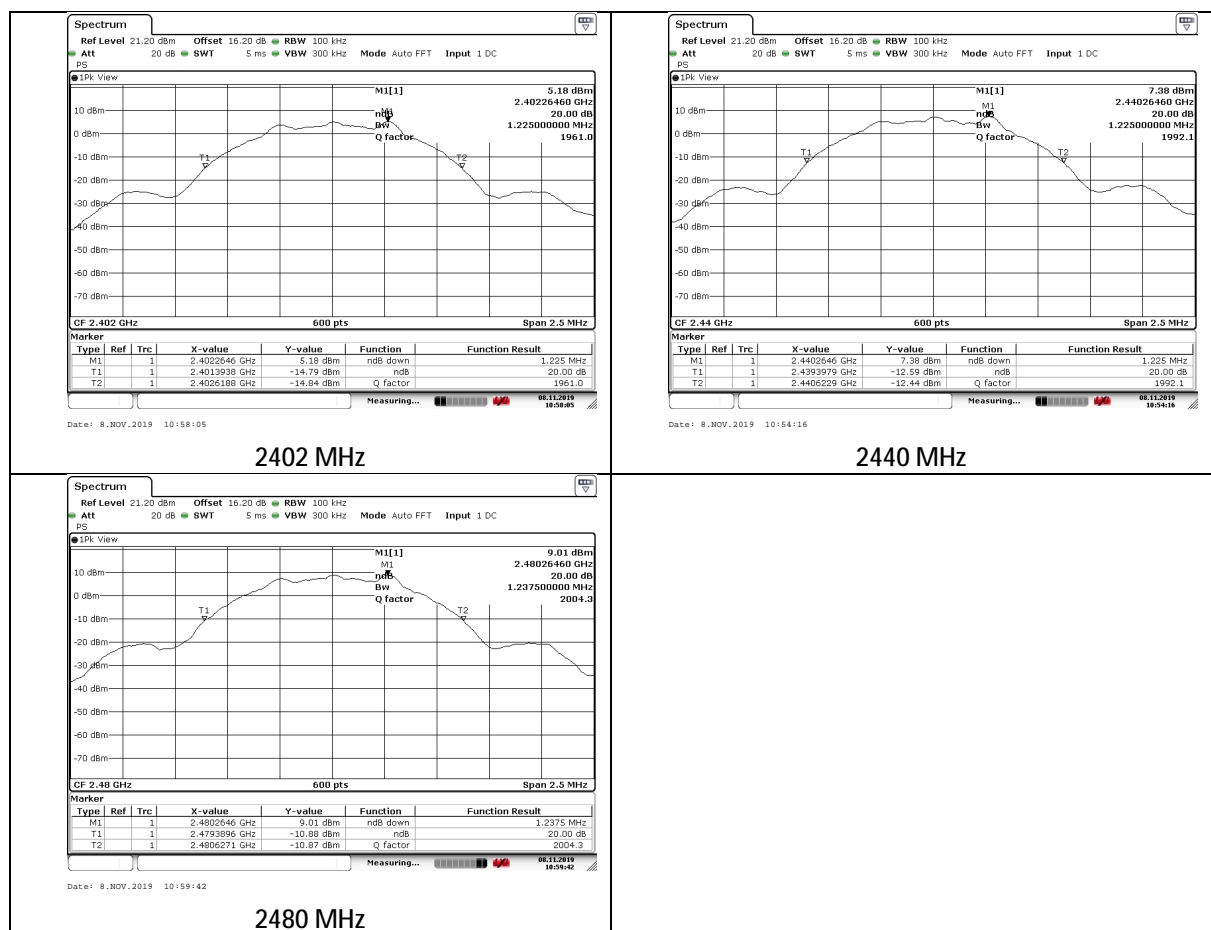 Spectrum
Ref Level 21.20 dBm Offset 16.20 dB RBW 100 kHz
Att 20 dB SWT 5 ms VBW 300 kHz Mode Auto FFT Input 1 DC
PS
1Pk View
M1[1] 5.18 dBm
2.40226460 GHz
M1
ndB 20.00 dB
Bw 1.225000000 MHz
Q factor 1961.0
10 dBm
0 dBm
-10 dBm
T1
T2
-20 dBm
-30 dBm
-40 dBm
-50 dBm
-60 dBm
-70 dBm
CF 2.402 GHz 600 pts Span 2.5 MHz
Marker
Type Ref Trc X-value Y-value Function Function Result
M1 1 2.4022646 GHz 5.18 dBm ndB down 1.225 MHz
T1 1 2.4013938 GHz -14.79 dBm ndB 20.00 dB
T2 1 2.4026188 GHz -14.84 dBm Q factor 1961.0
Measuring... 08.11.2019
10:58:05
Date: 8.NOV.2019 10:58:05
2402 MHz
Spectrum
Ref Level 21.20 dBm Offset 16.20 dB RBW 100 kHz
Att 20 dB SWT 5 ms VBW 300 kHz Mode Auto FFT Input 1 DC
PS
1Pk View
M1[1] 7.38 dBm
2.44026460 GHz
M1
ndB 20.00 dB
Bw 1.225000000 MHz
Q factor 1992.1
10 dBm
0 dBm
-10 dBm
T1
T2
-20 dBm
-30 dBm
-40 dBm
-50 dBm
-60 dBm
-70 dBm
CF 2.44 GHz 600 pts Span 2.5 MHz
Marker
Type Ref Trc X-value Y-value Function Function Result
M1 1 2.4402646 GHz 7.38 dBm ndB down 1.225 MHz
T1 1 2.4393979 GHz -12.59 dBm ndB 20.00 dB
T2 1 2.4406229 GHz -12.44 dBm Q factor 1992.1
Measuring... 08.11.2019
10:54:16
Date: 8.NOV.2019 10:54:16
2440 MHz
Spectrum
Ref Level 21.20 dBm Offset 16.20 dB RBW 100 kHz
Att 20 dB SWT 5 ms VBW 300 kHz Mode Auto FFT Input 1 DC
PS
1Pk View
M1[1] 9.01 dBm
2.48026460 GHz
M1
ndB 20.00 dB
Bw 1.237500000 MHz
Q factor 2004.3
10 dBm
0 dBm
-10 dBm
T1
T2
-20 dBm
-30 dBm
-40 dBm
-50 dBm
-60 dBm
-70 dBm
CF 2.48 GHz 600 pts Span 2.5 MHz
Marker
Type Ref Trc X-value Y-value Function Function Result
M1 1 2.4802646 GHz 9.01 dBm ndB down 1.2375 MHz
T1 1 2.4793896 GHz -10.88 dBm ndB 20.00 dB
T2 1 2.4806271 GHz -10.87 dBm Q factor 2004.3
Measuring... 08.11.2019
10:59:42
Date: 8.NOV.2019 10:59:42
2480 MHz